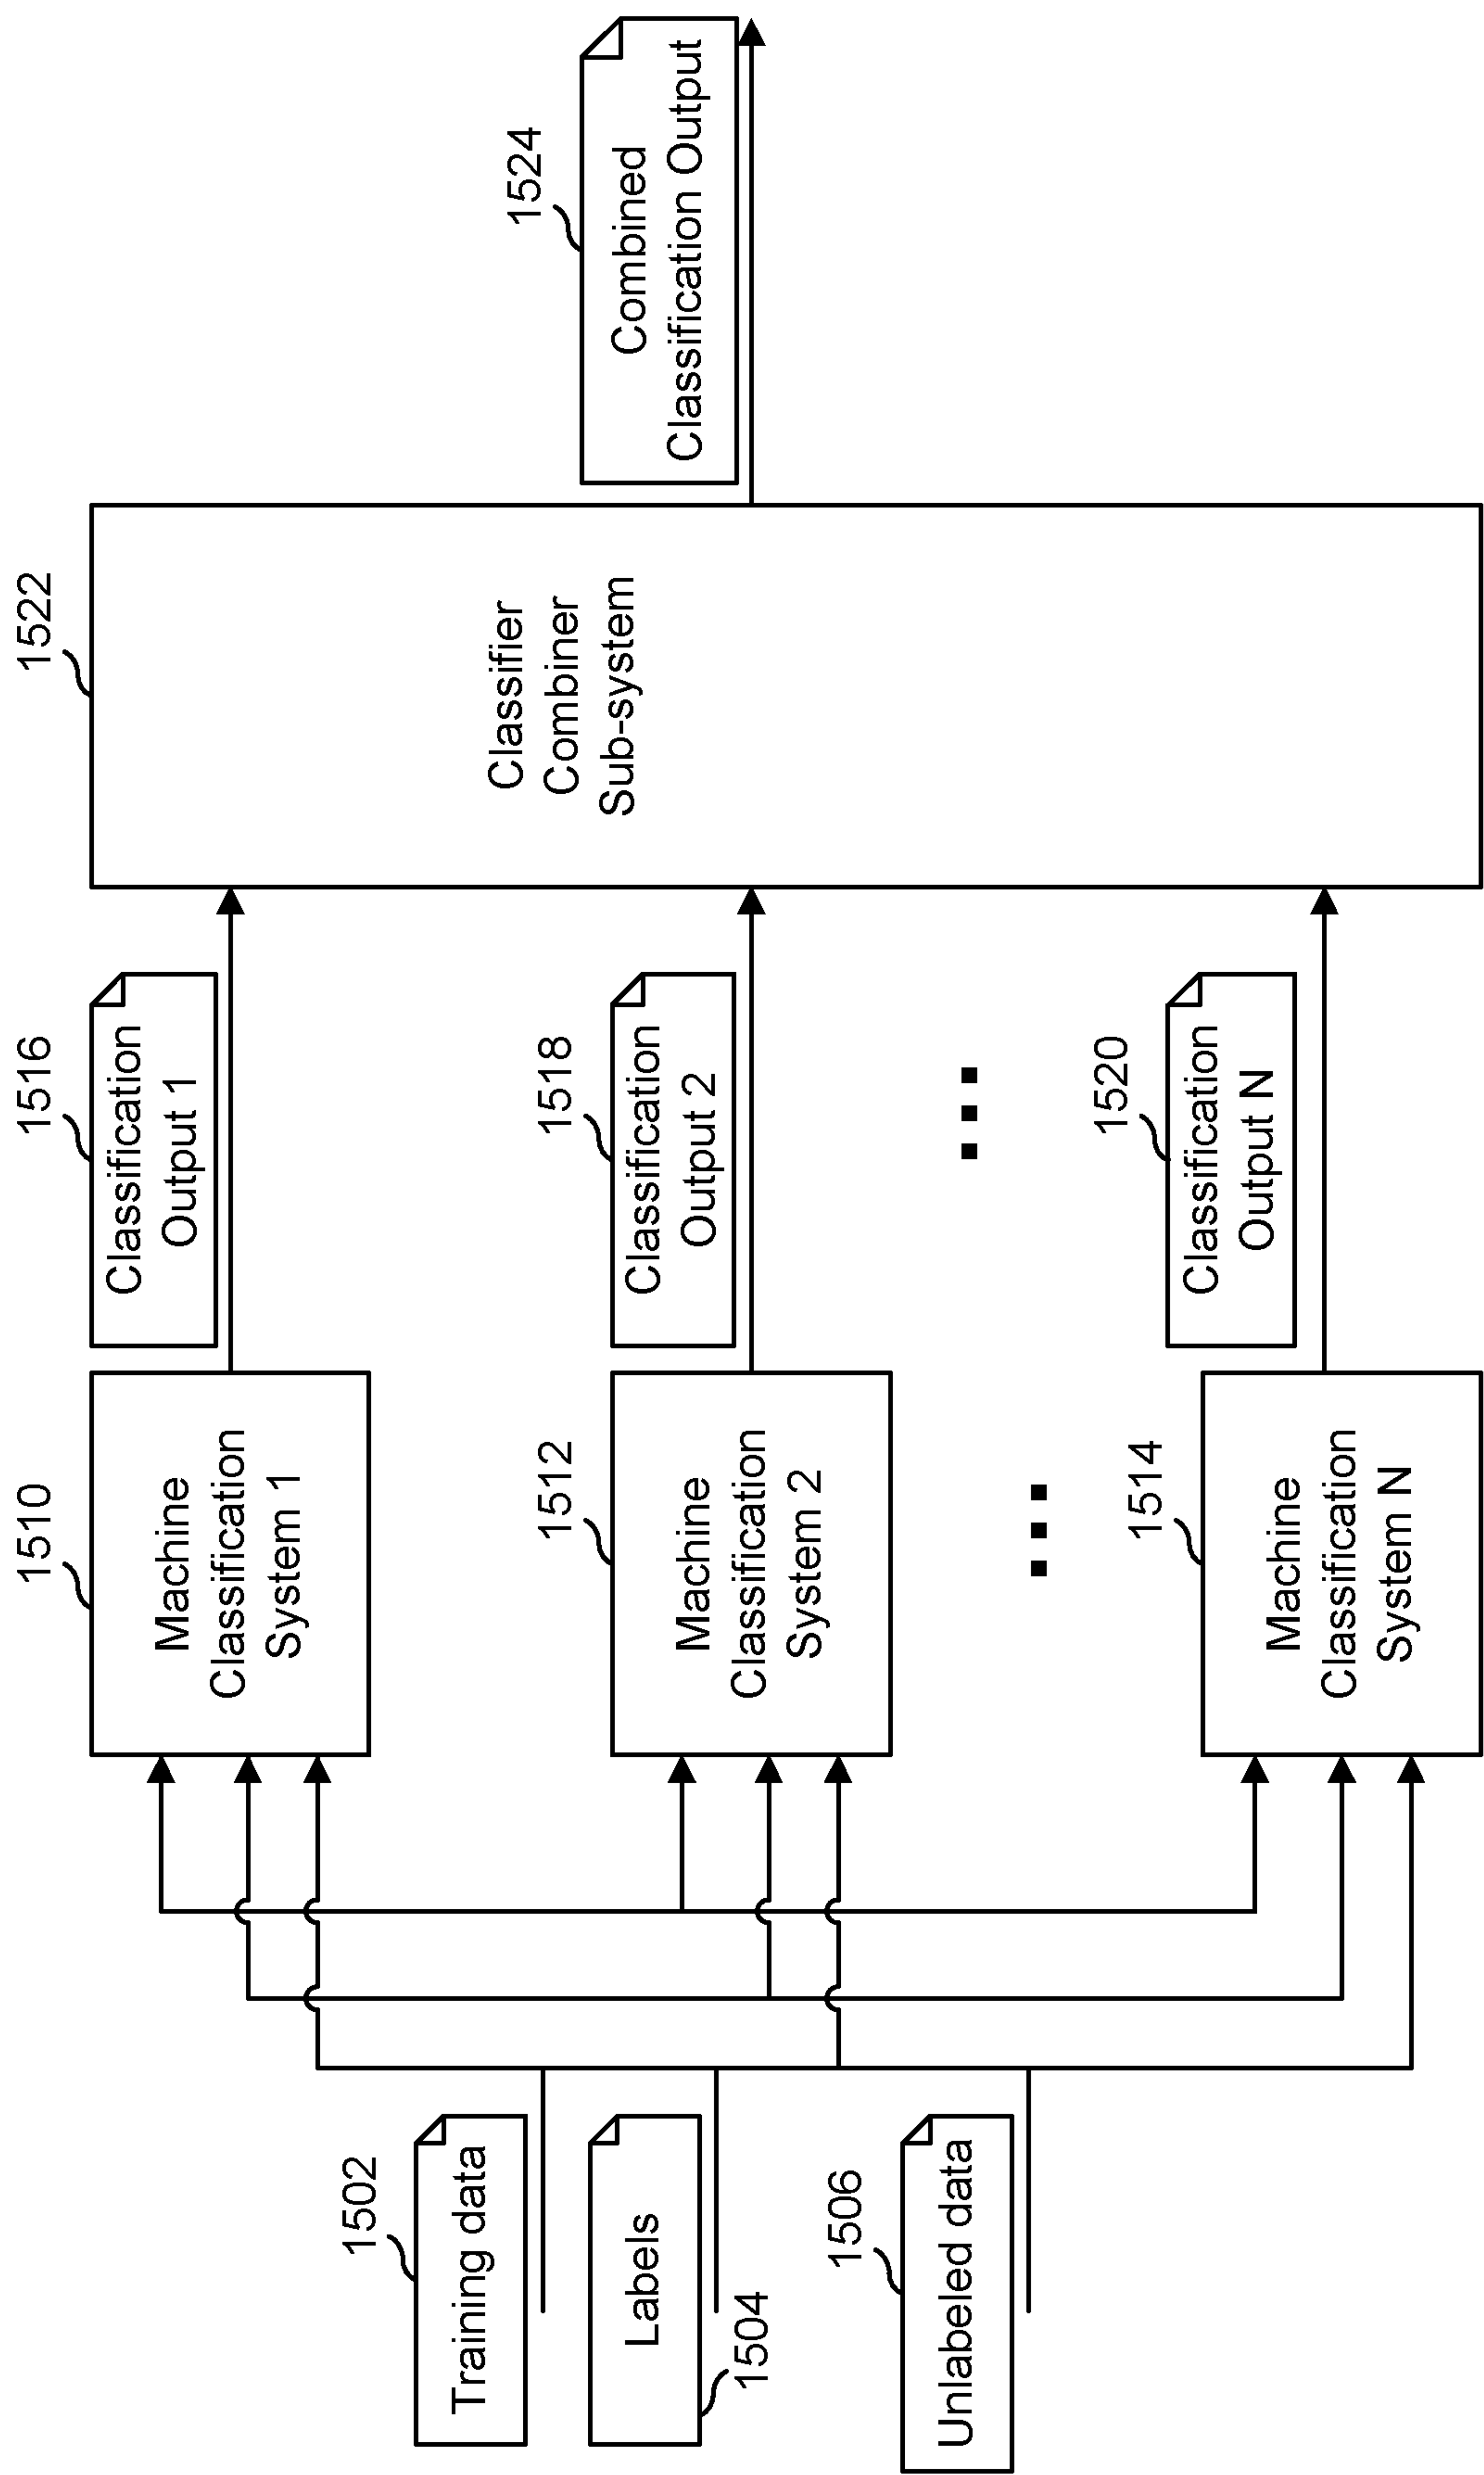 1502
Training data
Labels
1504
1506
Unlabeled data
1510
Machine
Classification
System 1
1512
Machine
Classification
System 2
1514
Machine
Classification
System N
1516
Classification
Output 1
1518
Classification
Output 2
1520
Classification
Output N
1522
Classifier
Combiner
Sub-system
1524
Combined
Classification Output